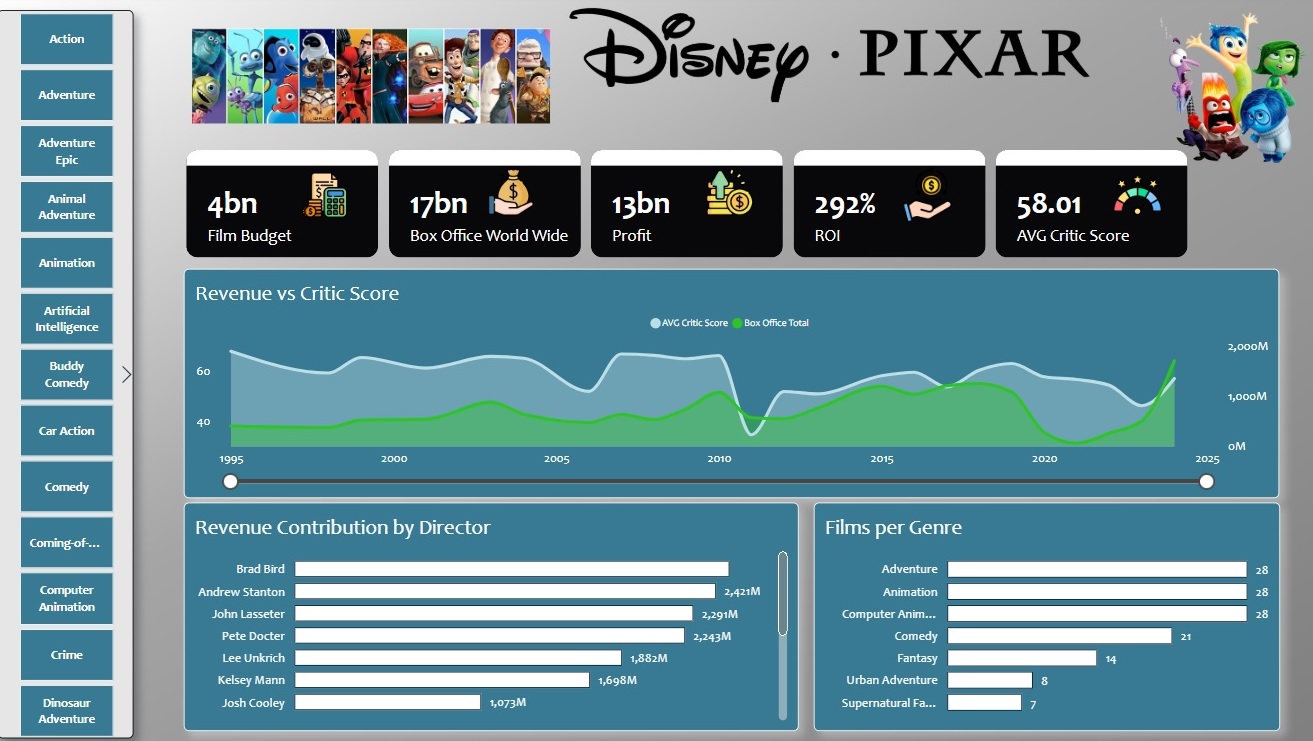 Action
Adventure
Adventure
Epic
Animal
Adventure
Animation
Artificial
Intelligence
Buddy
Comedy
Car Action
Comedy
Coming-of-...
Computer
Animation
Crime
Dinosaur
Adventure
DISNEY · PIXAR
4bn
Film Budget
17bn
Box Office World Wide
13bn
Profit
292%
ROI
58.01
AVG Critic Score
Revenue vs Critic Score
AVG Critic Score Box Office Total
60
40
2,000M
1,000M
0M
1995 2000 2005 2010 2015 2020 2025
Revenue Contribution by Director
Brad Bird
Andrew Stanton 2,421M
John Lasseter 2,291M
Pete Docter 2,243M
Lee Unkrich 1,882M
Kelsey Mann 1,698M
Josh Cooley 1,073M
Films per Genre
Adventure 28
Animation 28
Computer Anim... 28
Comedy 21
Fantasy 14
Urban Adventure 8
Supernatural Fa... 7